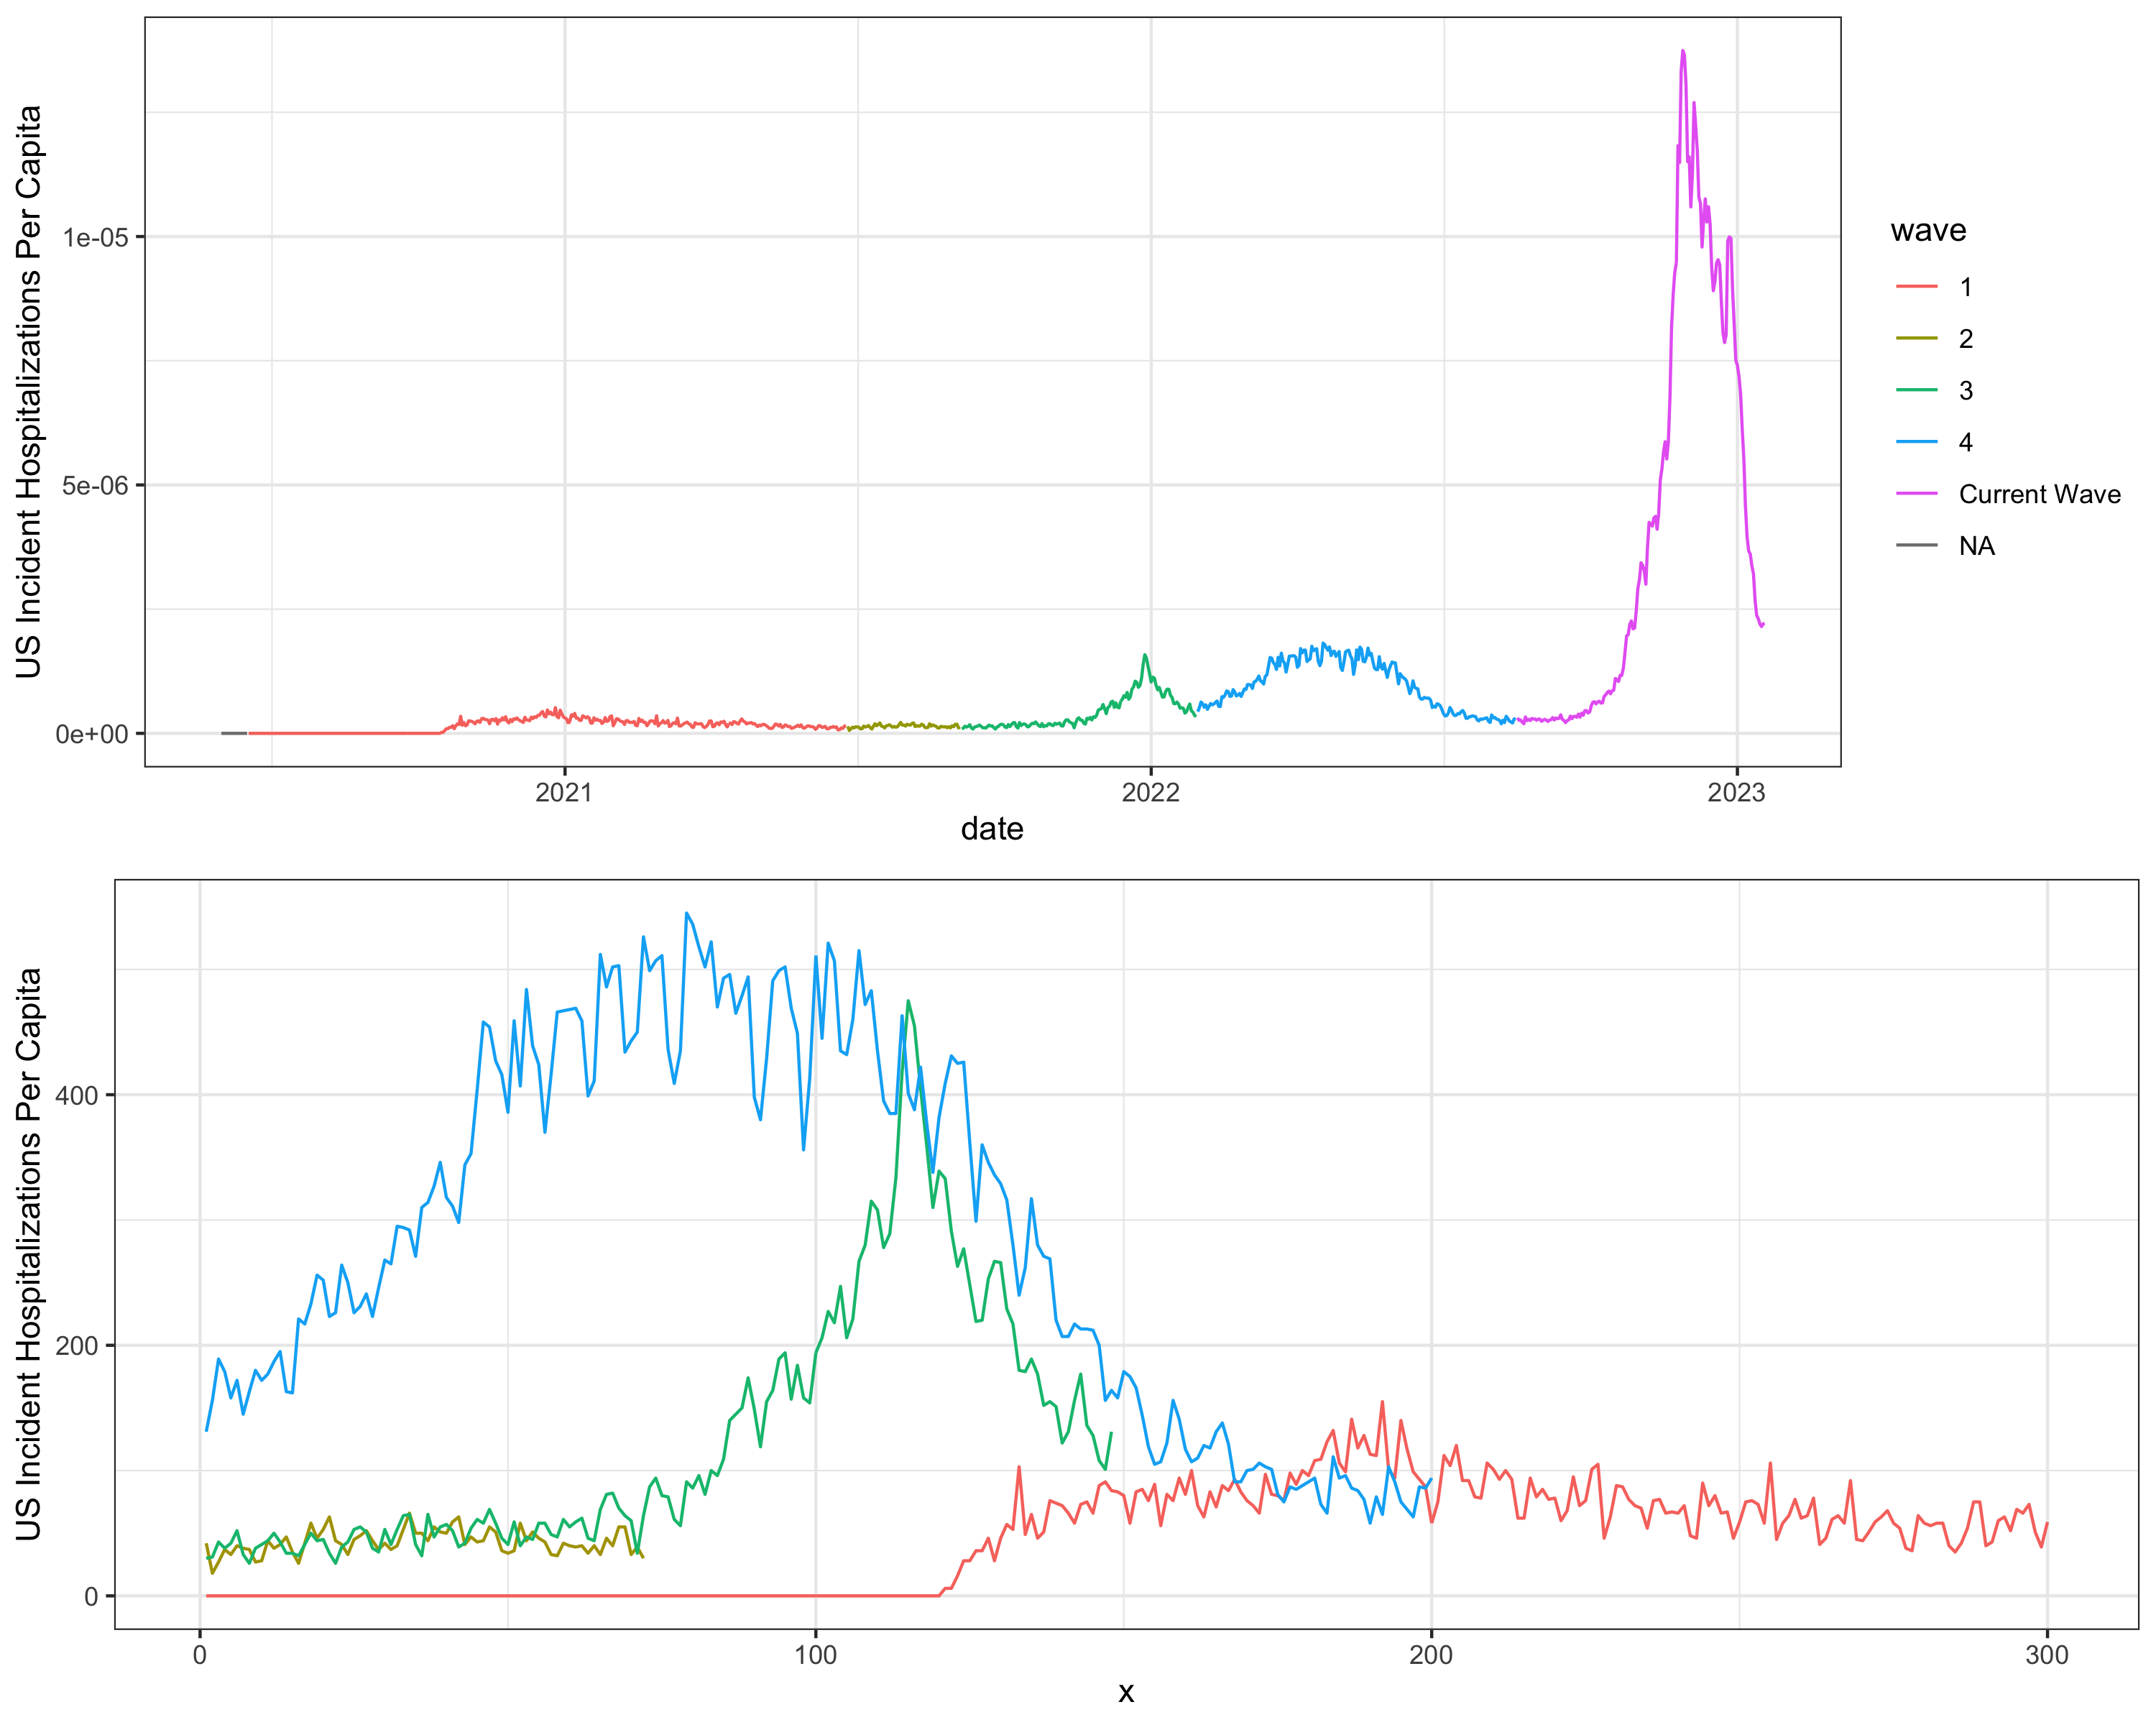 US Incident Hospitalizations Per Capita
1e-05
5e-06
0e+00
2021
2022
2023
date
wave
1
2
3
4
Current Wave
NA
US Incident Hospitalizations Per Capita
400
200
0
0
100
200
300
x